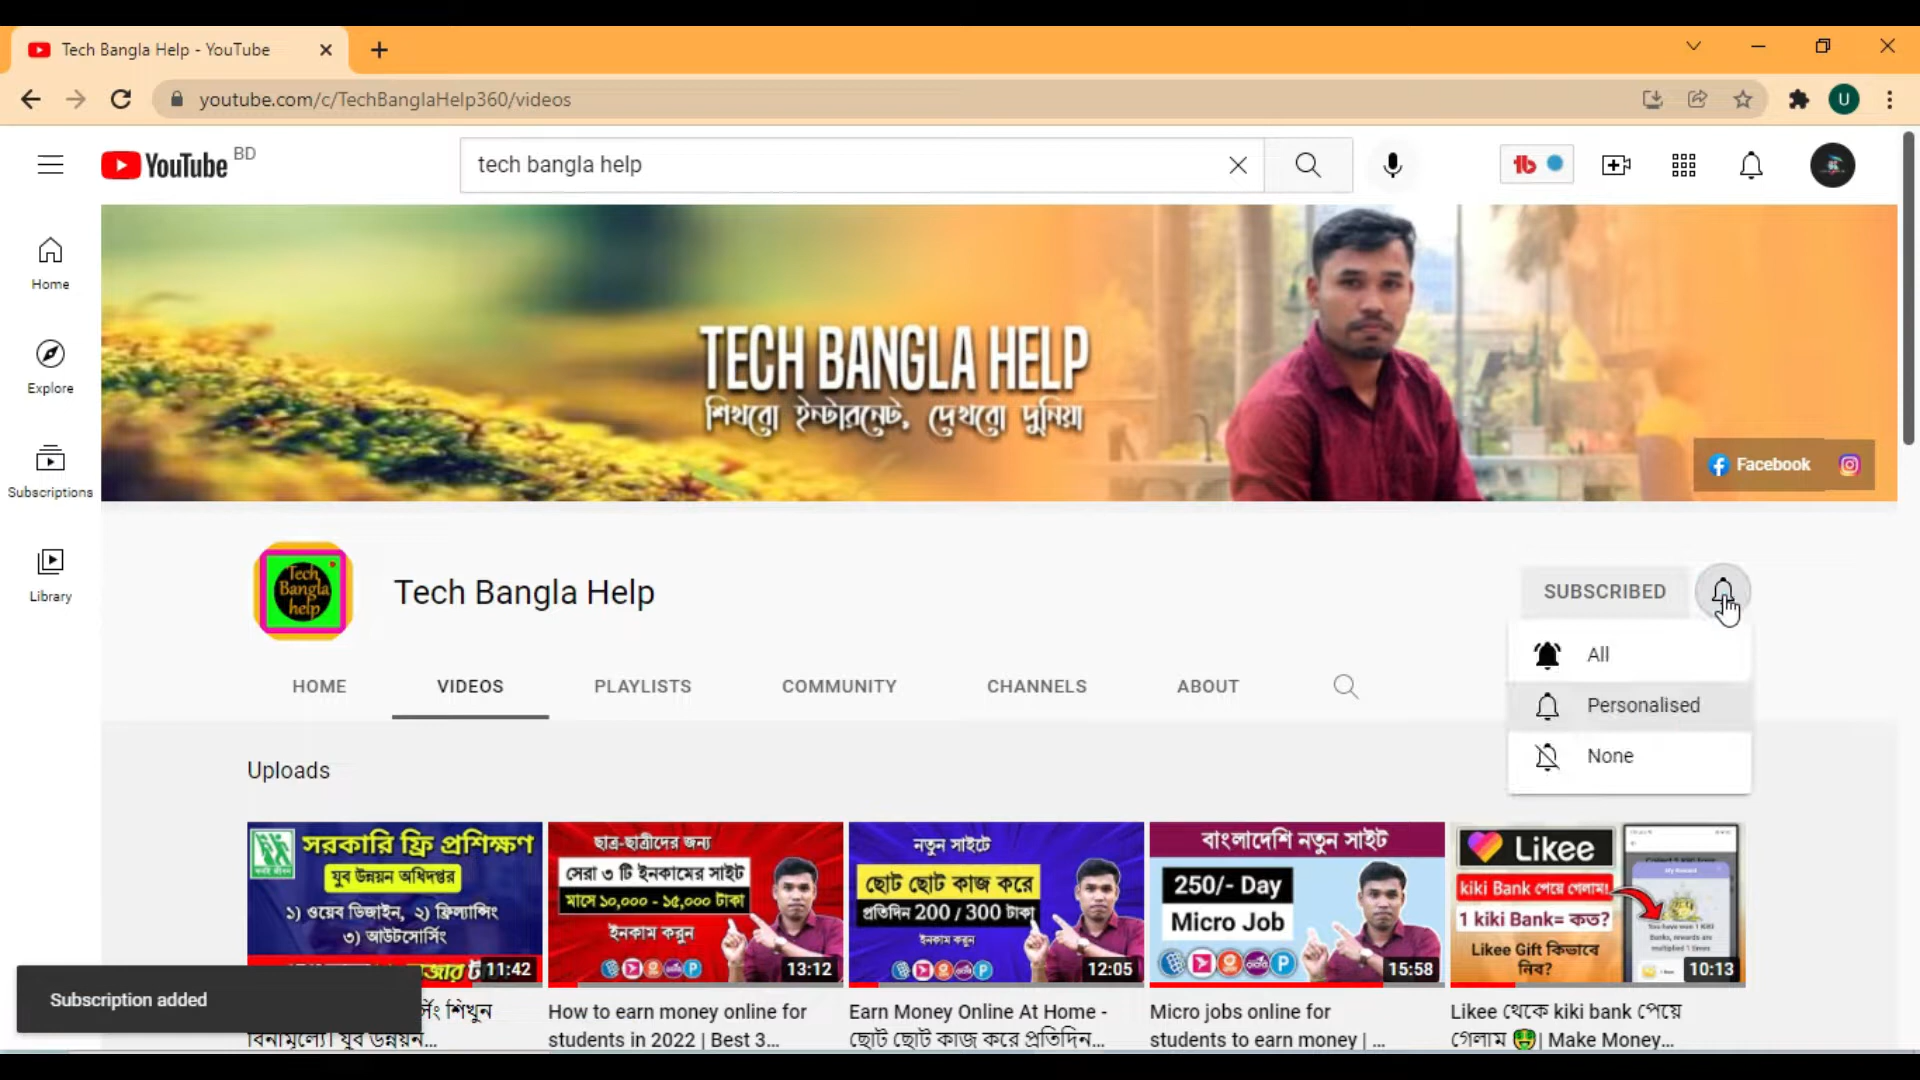 Tech Bangla Help - YouTube
youtube.com/c/TechBanglaHelp360/videos
U
YouTube BD
tech bangla help
Home
Explore
Subscriptions
Library
TECH BANGLA HELP
শিখবো ইন্টারনেট, দেখবো দুনিয়া
Facebook
Tech
Bangla
help
Tech Bangla Help
SUBSCRIBED
All
Personalised
None
HOME
VIDEOS
PLAYLISTS
COMMUNITY
CHANNELS
ABOUT
Uploads
সরকারি ফ্রি প্রশিক্ষণ
যুব উন্নয়ন অধিদপ্তর
১) ওয়েব ডিজাইন, ২) ফ্রিল্যান্সিং
৩) আউটসোর্সিং
11:42
ছাত্র-ছাত্রীদের জন্য
সেরা ৩ টি ইনকামের সাইট
মাসে ১০,০০০ - ১৫,০০০ টাকা
ইনকাম করুন
13:12
নতুন সাইটে
ছোট ছোট কাজ করে
প্রতিদিন 200 / 300 টাকা
ইনকাম করুন
12:05
বাংলাদেশি নতুন সাইট
250/- Day
Micro Job
15:58
Likee
kiki Bank পেয়ে গেলাম!
1 kiki Bank= কত?
Likee Gift কিভাবে
নিব?
My Reward
10:13
Subscription added
শিখুন
বিনামূল্যে। যুব উন্নয়ন...
How to earn money online for
students in 2022 | Best 3...
Earn Money Online At Home -
ছোট ছোট কাজ করে প্রতিদিন...
Micro jobs online for
students to earn money | ...
Likee থেকে kiki bank পেয়ে
গেলাম 🤑| Make Money...